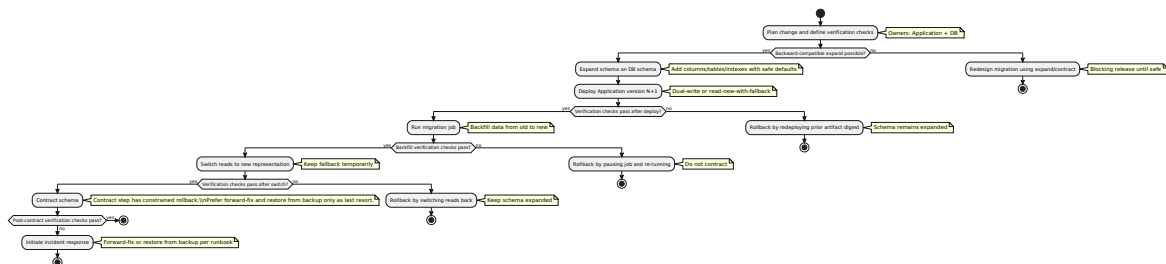 Plan change and define verification checks
Owners: Application + DB
yes
Backward-compatible expand possible?
no
Expand schema on DB schema
Add columns/tables/indexes with safe defaults
Redesign migration using expand/contract
Blocking release until safe
Deploy Application version N+1
Dual-write or read-new-with-fallback
yes
Verification checks pass after deploy?
no
Run migration job
Backfill data from old to new
Rollback by redeploying prior artifact digest
Schema remains expanded
yes
Backfill verification checks pass?
no
Switch reads to new representation
Keep fallback temporarily
Rollback by pausing job and re-running
Do not contract
yes
Verification checks pass after switch?
no
Contract schema
Contract step has constrained rollback.\nPrefer forward-fix and restore from backup only as last resort.
Rollback by switching reads back
Keep schema expanded
Post-contract verification checks pass?
yes
no
Initiate incident response
Forward-fix or restore from backup per runbook